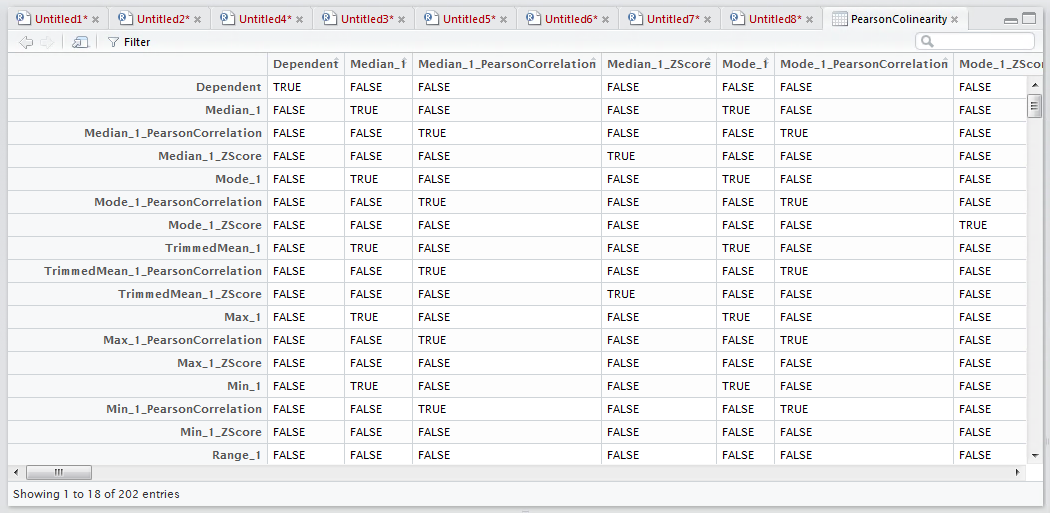 Untitled1* Untitled2* Untitled4* Untitled3* Untitled5* Untitled6* Untitled7* Untitled8* PearsonColinearity
Filter
Dependent Median_1 Median_1_PearsonCorrelation Median_1_ZScore Mode_1 Mode_1_PearsonCorrelation Mode_1_ZScor
Dependent TRUE FALSE FALSE FALSE FALSE FALSE FALSE
Median_1 FALSE TRUE FALSE FALSE TRUE FALSE FALSE
Median_1_PearsonCorrelation FALSE FALSE TRUE FALSE FALSE TRUE FALSE
Median_1_ZScore FALSE FALSE FALSE TRUE FALSE FALSE FALSE
Mode_1 FALSE TRUE FALSE FALSE TRUE FALSE FALSE
Mode_1_PearsonCorrelation FALSE FALSE TRUE FALSE FALSE TRUE FALSE
Mode_1_ZScore FALSE FALSE FALSE FALSE FALSE FALSE TRUE
TrimmedMean_1 FALSE TRUE FALSE FALSE TRUE FALSE FALSE
TrimmedMean_1_PearsonCorrelation FALSE FALSE TRUE FALSE FALSE TRUE FALSE
TrimmedMean_1_ZScore FALSE FALSE FALSE TRUE FALSE FALSE FALSE
Max_1 FALSE TRUE FALSE FALSE TRUE FALSE FALSE
Max_1_PearsonCorrelation FALSE FALSE TRUE FALSE FALSE TRUE FALSE
Max_1_ZScore FALSE FALSE FALSE FALSE FALSE FALSE FALSE
Min_1 FALSE TRUE FALSE FALSE TRUE FALSE FALSE
Min_1_PearsonCorrelation FALSE FALSE TRUE FALSE FALSE TRUE FALSE
Min_1_ZScore FALSE FALSE FALSE FALSE FALSE FALSE FALSE
Range_1 FALSE FALSE FALSE FALSE FALSE FALSE FALSE
Showing 1 to 18 of 202 entries